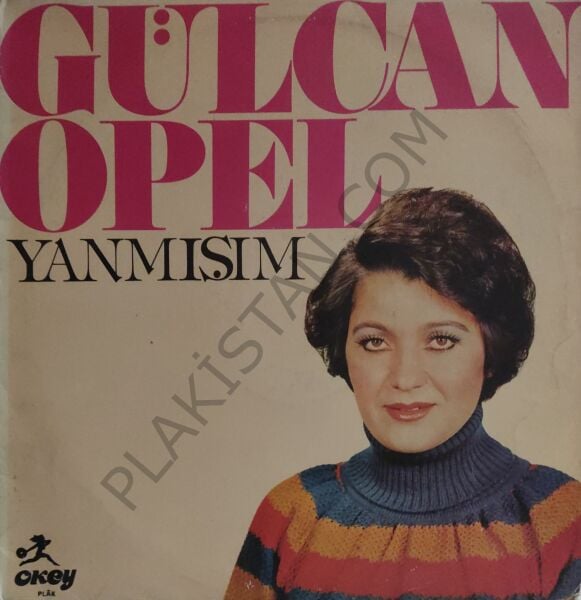 GÜLCAN
OPEL
YANMIŞIM
PLAKİSTAN.COM
OKEY
PLÂK